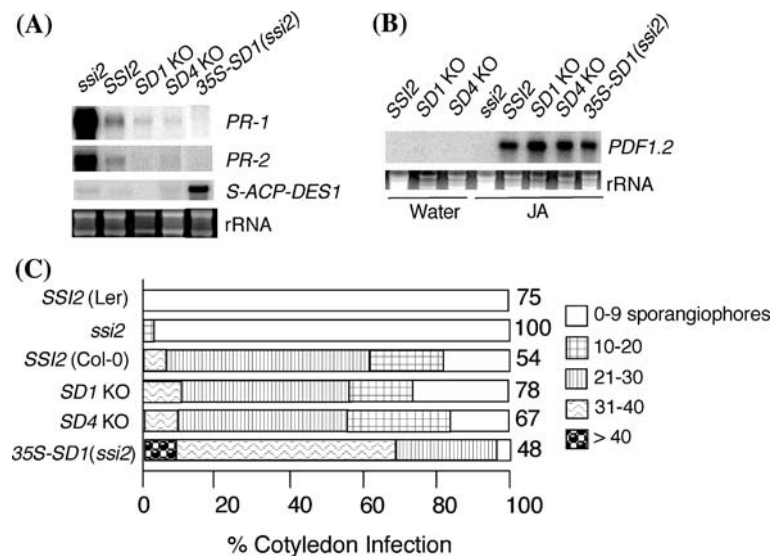 (A)
ssi2
SSI2
SD1 KO
SD4 KO
35S-SD1(ssi2)
PR-1
PR-2
S-ACP-DES1
rRNA
(B)
SSI2
SD1 KO
SD4 KO
ssi2
SSI2
SD1 KO
SD4 KO
35S-SD1(ssi2)
PDF1.2
rRNA
Water
JA
(C)
SSI2 (Ler)
75
ssi2
100
SSI2 (Col-0)
54
SD1 KO
78
SD4 KO
67
35S-SD1(ssi2)
48
0 20 40 60 80 100
% Cotyledon Infection
0-9 sporangiophores
10-20
21-30
31-40
> 40